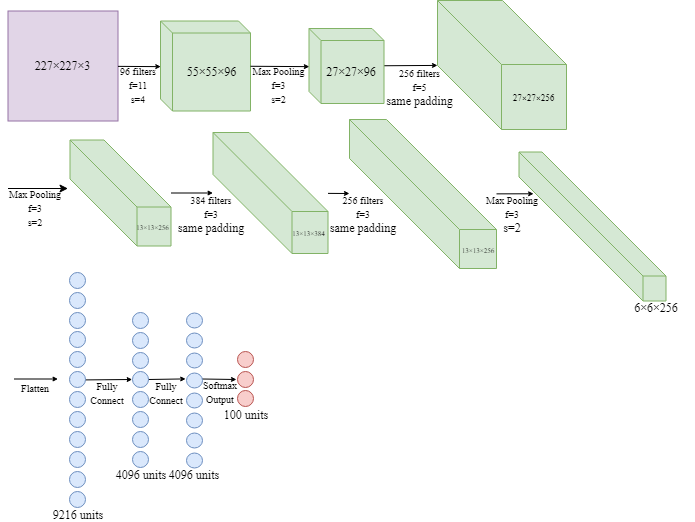 227×227×3
96 filters
f=11
s=4
55×55×96
Max Pooling
f=3
s=2
27×27×96
256 filters
f=5
same padding
27×27×256
Max Pooling
f=3
s=2
13×13×256
384 filters
f=3
same padding
13×13×384
256 filters
f=3
same padding
13×13×256
Max Pooling
f=3
s=2
6×6×256
Flatten
9216 units
Fully
Connect
4096 units
Fully
Connect
4096 units
Softmax
Output
100 units